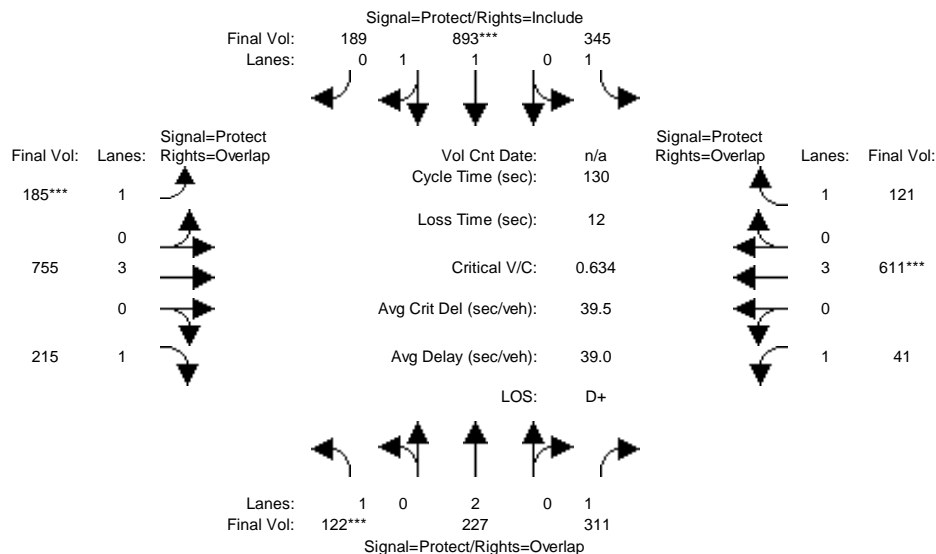 Signal=Protect/Rights=Include
Final Vol: 189 893*** 345
Lanes: 0 1 1 0 1
Signal=Protect Signal=Protect
Final Vol: Lanes: Rights=Overlap Vol Cnt Date: n/a Rights=Overlap Lanes: Final Vol:
Cycle Time (sec): 130
185*** 1 1 121
Loss Time (sec): 12
0 0
755 3 Critical V/C: 0.634 3 611***
0 Avg Crit Del (sec/veh): 39.5 0
215 1 Avg Delay (sec/veh): 39.0 1 41
LOS: D+
Lanes: 1 0 2 0 1
Final Vol: 122*** 227 311
Signal=Protect/Rights=Overlap